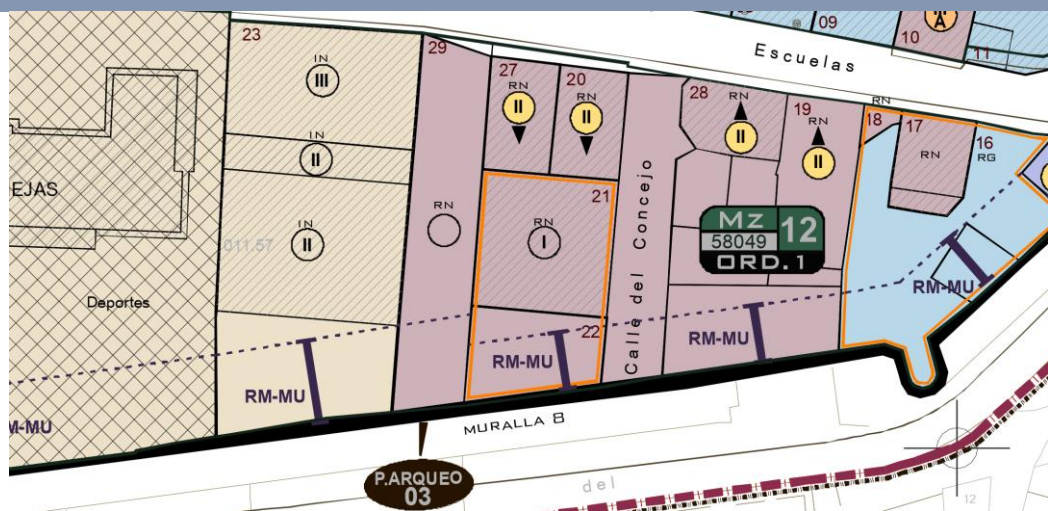 09
III
A
10
11
Escuelas
23
29
27
20
28
19
18
17
16
IN
III
IN
II
IN
II
RN
II
RN
II
RN
II
RN
II
RN
RN
RG
EJAS
011.57
Deportes
RN
21
RN
I
22
Calle del Concejo
MZ
58049
12
ORD.1
RM-MU
RM-MU
RM-MU
RM-MU
M-MU
MURALLA B
P.ARQUEO
03
del
12